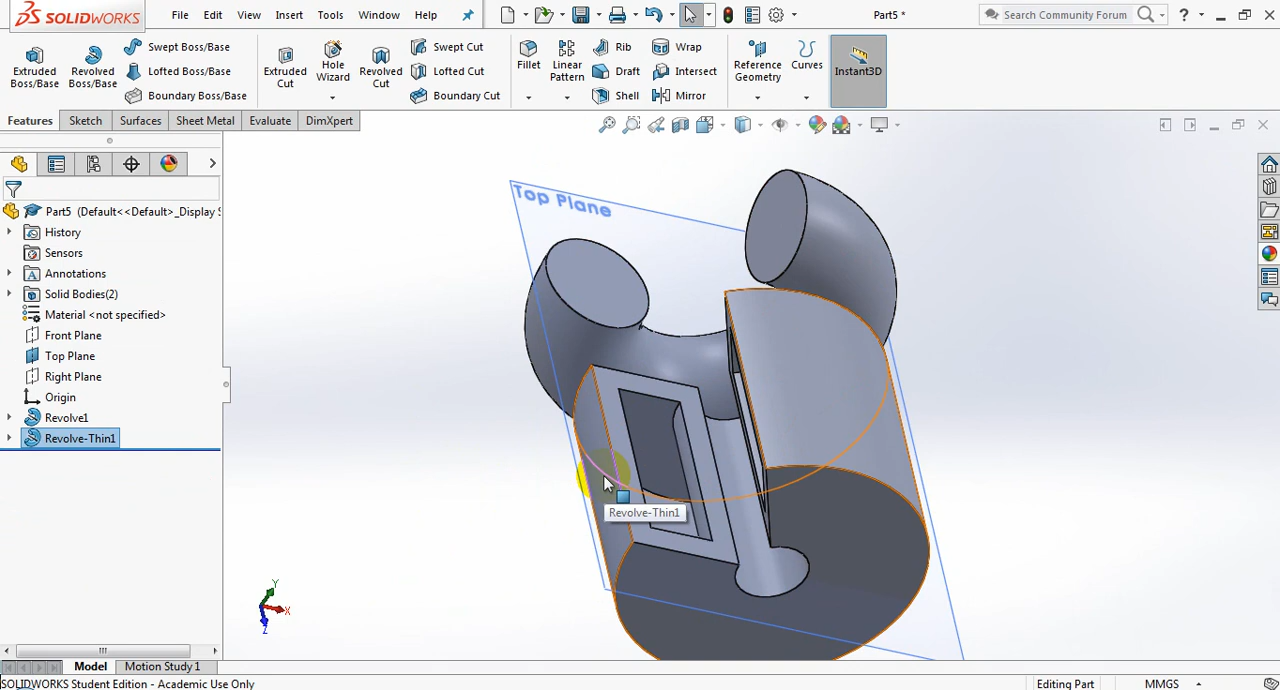 SOLIDWORKS File Edit View Insert Tools Window Help Part5 * Search Community Forum ?
Extruded Boss/Base
Revolved Boss/Base
Swept Boss/Base
Lofted Boss/Base
Boundary Boss/Base
Extruded Cut
Hole Wizard
Revolved Cut
Swept Cut
Lofted Cut
Boundary Cut
Fillet
Linear Pattern
Rib
Draft
Shell
Wrap
Intersect
Mirror
Reference Geometry
Curves
Instant3D
Features Sketch Surfaces Sheet Metal Evaluate DimXpert
Part5 (Default<<Default>_Display S
History
Sensors
Annotations
Solid Bodies(2)
Material <not specified>
Front Plane
Top Plane
Right Plane
Origin
Revolve1
Revolve-Thin1
Top Plane
Revolve-Thin1
Y
X
Z
Model Motion Study 1
SOLIDWORKS Student Edition - Academic Use Only Editing Part MMGS